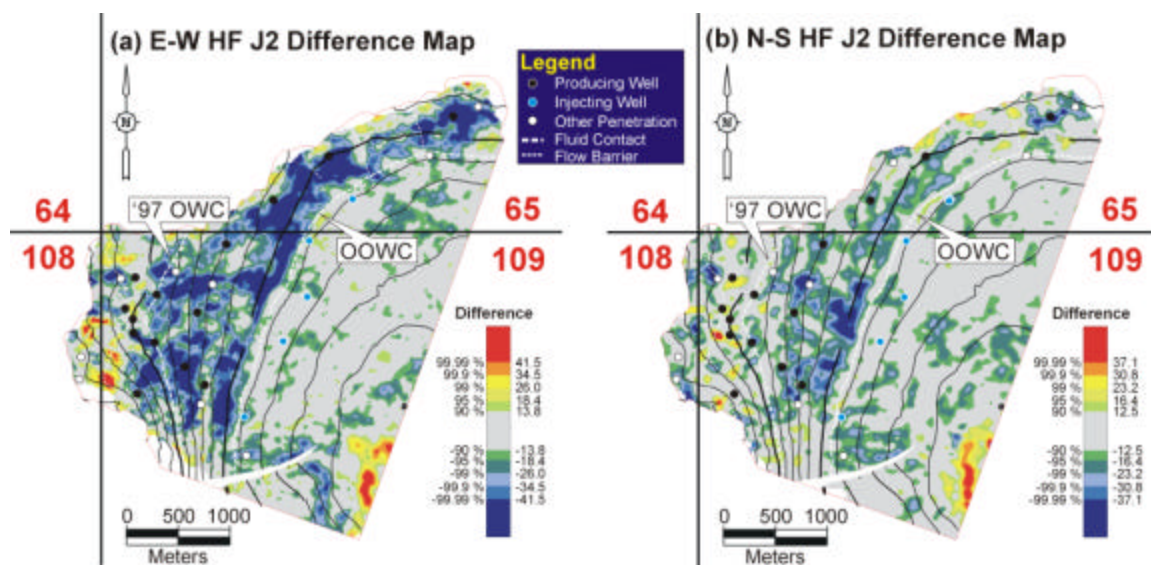 (a) E-W HF J2 Difference Map
Legend
Producing Well
Injecting Well
Other Penetration
Fluid Contact
Flow Barrier
N
'97 OWC
64
65
108
109
OOWC
Difference
99.99 % 41.5
99.9 % 34.5
99 % 26.0
95 % 18.4
90 % 13.8
-90 % -13.8
-95 % -18.4
-99 % -26.0
-99.9 % -34.5
-99.99 % -41.5
0 500 1000
Meters
(b) N-S HF J2 Difference Map
N
'97 OWC
64
65
108
109
OOWC
Difference
99.99 % 37.1
99.9 % 30.8
99 % 23.2
95 % 16.4
90 % 12.5
-90 % -12.5
-95 % -16.4
-99 % -23.2
-99.9 % -30.8
-99.99 % -37.1
0 500 1000
Meters